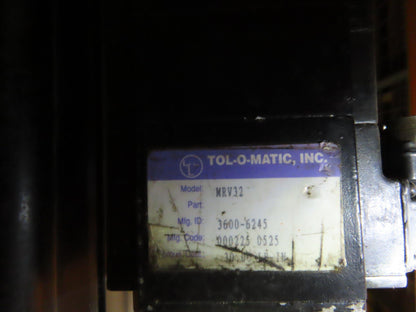 TOL-O-MATIC, INC.
Model: MRV32
Part:
Mfg. ID: 3600-6245
Mfg. Code: 000225 0525